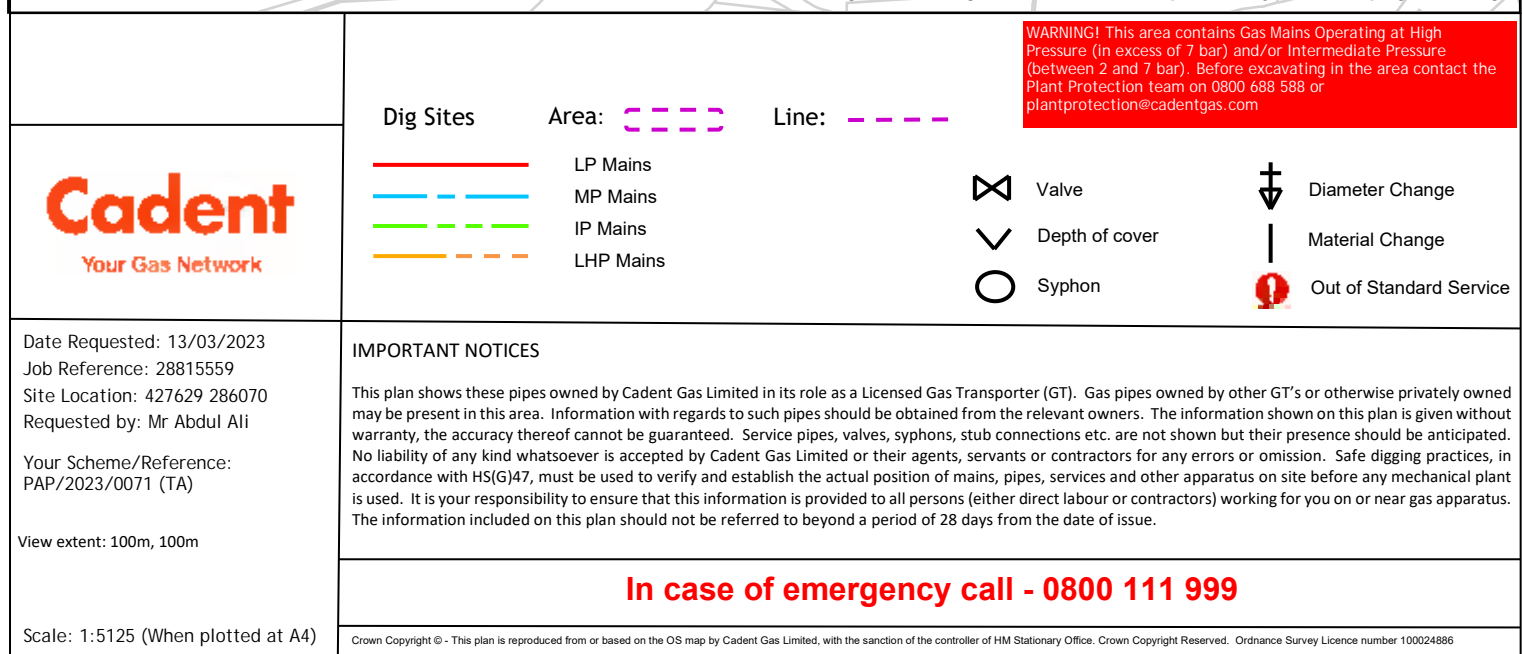 WARNING! This area contains Gas Mains Operating at High
Pressure (in excess of 7 bar) and/or Intermediate Pressure
(between 2 and 7 bar). Before excavating in the area contact the
Plant Protection team on 0800 688 588 or
plantprotection@cadentgas.com
Dig Sites Area: Line:
LP Mains
MP Mains
IP Mains
LHP Mains
Valve
Depth of cover
Syphon
Diameter Change
Material Change
Out of Standard Service
Cadent
Your Gas Network
Date Requested: 13/03/2023
Job Reference: 28815559
Site Location: 427629 286070
Requested by: Mr Abdul Ali
Your Scheme/Reference:
PAP/2023/0071 (TA)
View extent: 100m, 100m
Scale: 1:5125 (When plotted at A4)
IMPORTANT NOTICES
This plan shows these pipes owned by Cadent Gas Limited in its role as a Licensed Gas Transporter (GT). Gas pipes owned by other GT's or otherwise privately owned
may be present in this area. Information with regards to such pipes should be obtained from the relevant owners. The information shown on this plan is given without
warranty, the accuracy thereof cannot be guaranteed. Service pipes, valves, syphons, stub connections etc. are not shown but their presence should be anticipated.
No liability of any kind whatsoever is accepted by Cadent Gas Limited or their agents, servants or contractors for any errors or omission. Safe digging practices, in
accordance with HS(G)47, must be used to verify and establish the actual position of mains, pipes, services and other apparatus on site before any mechanical plant
is used. It is your responsibility to ensure that this information is provided to all persons (either direct labour or contractors) working for you on or near gas apparatus.
The information included on this plan should not be referred to beyond a period of 28 days from the date of issue.
In case of emergency call - 0800 111 999
Crown Copyright © - This plan is reproduced from or based on the OS map by Cadent Gas Limited, with the sanction of the controller of HM Stationary Office. Crown Copyright Reserved. Ordnance Survey Licence number 100024886